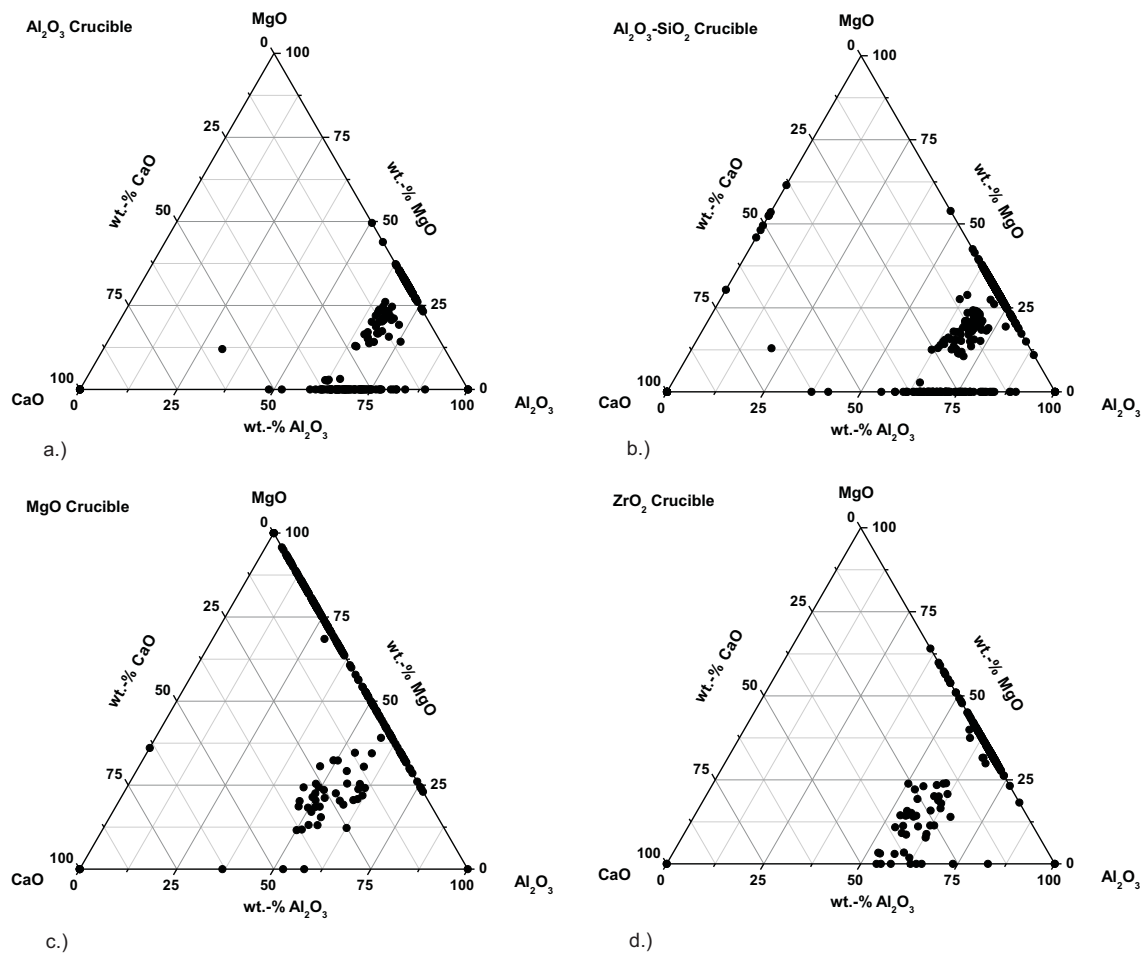 Al₂O₃ Crucible
MgO
0
100
25
75
wt.-% CaO
wt.-% MgO
50
50
75
25
100
0
CaO
0
25
50
75
100
Al₂O₃
wt.-% Al₂O₃
a.)
Al₂O₃-SiO₂ Crucible
MgO
0
100
25
75
wt.-% CaO
wt.-% MgO
50
50
75
25
100
0
CaO
0
25
50
75
100
Al₂O₃
wt.-% Al₂O₃
b.)
MgO Crucible
MgO
0
100
25
75
wt.-% CaO
wt.-% MgO
50
50
75
25
100
0
CaO
0
25
50
75
100
Al₂O₃
wt.-% Al₂O₃
c.)
ZrO₂ Crucible
MgO
0
100
25
75
wt.-% CaO
wt.-% MgO
50
50
75
25
100
0
CaO
0
25
50
75
100
Al₂O₃
wt.-% Al₂O₃
d.)